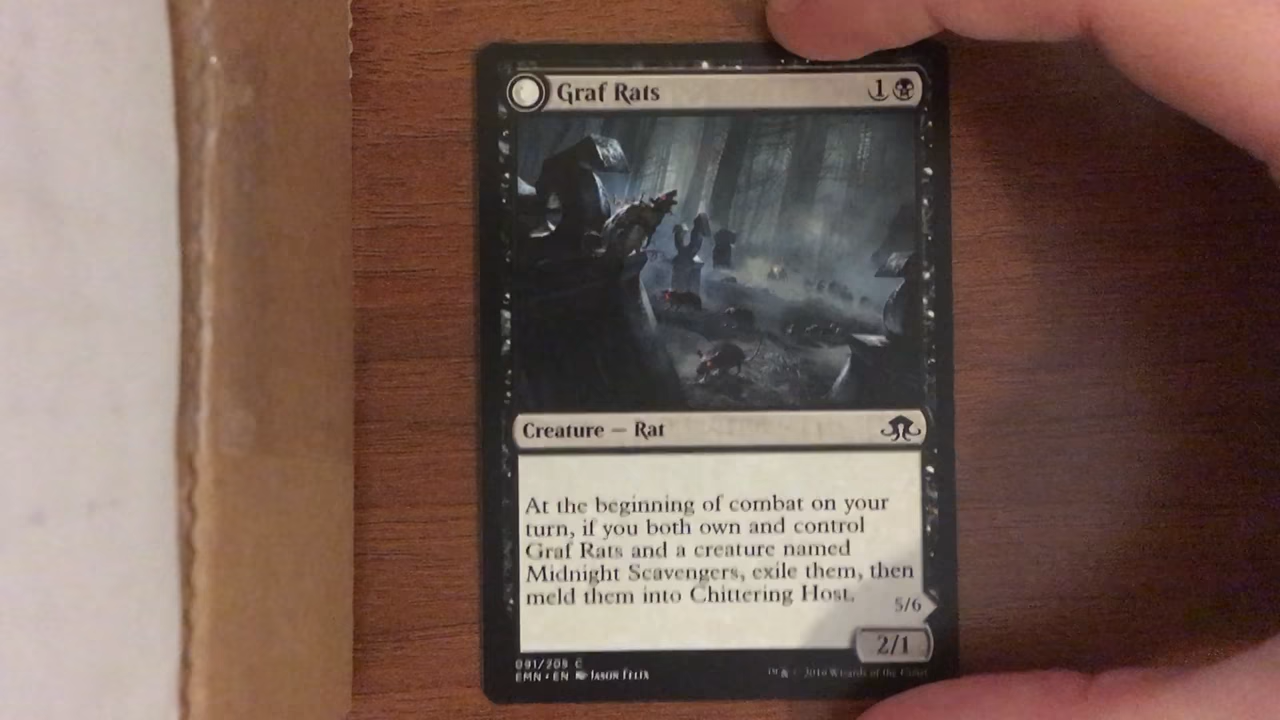 Graf Rats 1
Creature — Rat
At the beginning of combat on your
turn, if you both own and control
Graf Rats and a creature named
Midnight Scavengers, exile them, then
meld them into Chittering Host.
5/6
2/1
091/205 C
EMN • EN Jason Felix
2016 Wizards of the Coast